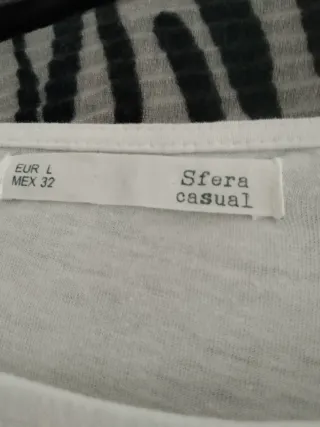 EUR L
MEX 32
Sfera
casual